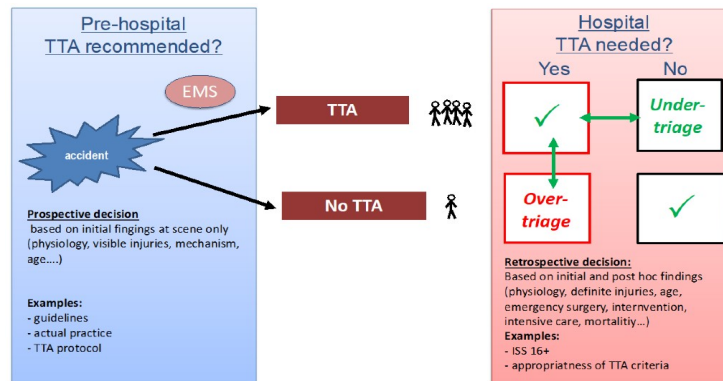 Pre-hospital
TTA recommended?
EMS
accident
Prospective decision
based on initial findings at scene only
(physiology, visible injuries, mechanism,
age....)
Examples:
- guidelines
- actual practice
- TTA protocol
TTA
No TTA
Hospital
TTA needed?
Yes No
Under-
triage
Over-
triage
Retrospective decision:
Based on initial and post hoc findings
(physiology, definite injuries, age,
emergency surgery, internvention,
intensive care, mortalitiy...)
Examples:
- ISS 16+
- appropriatness of TTA criteria